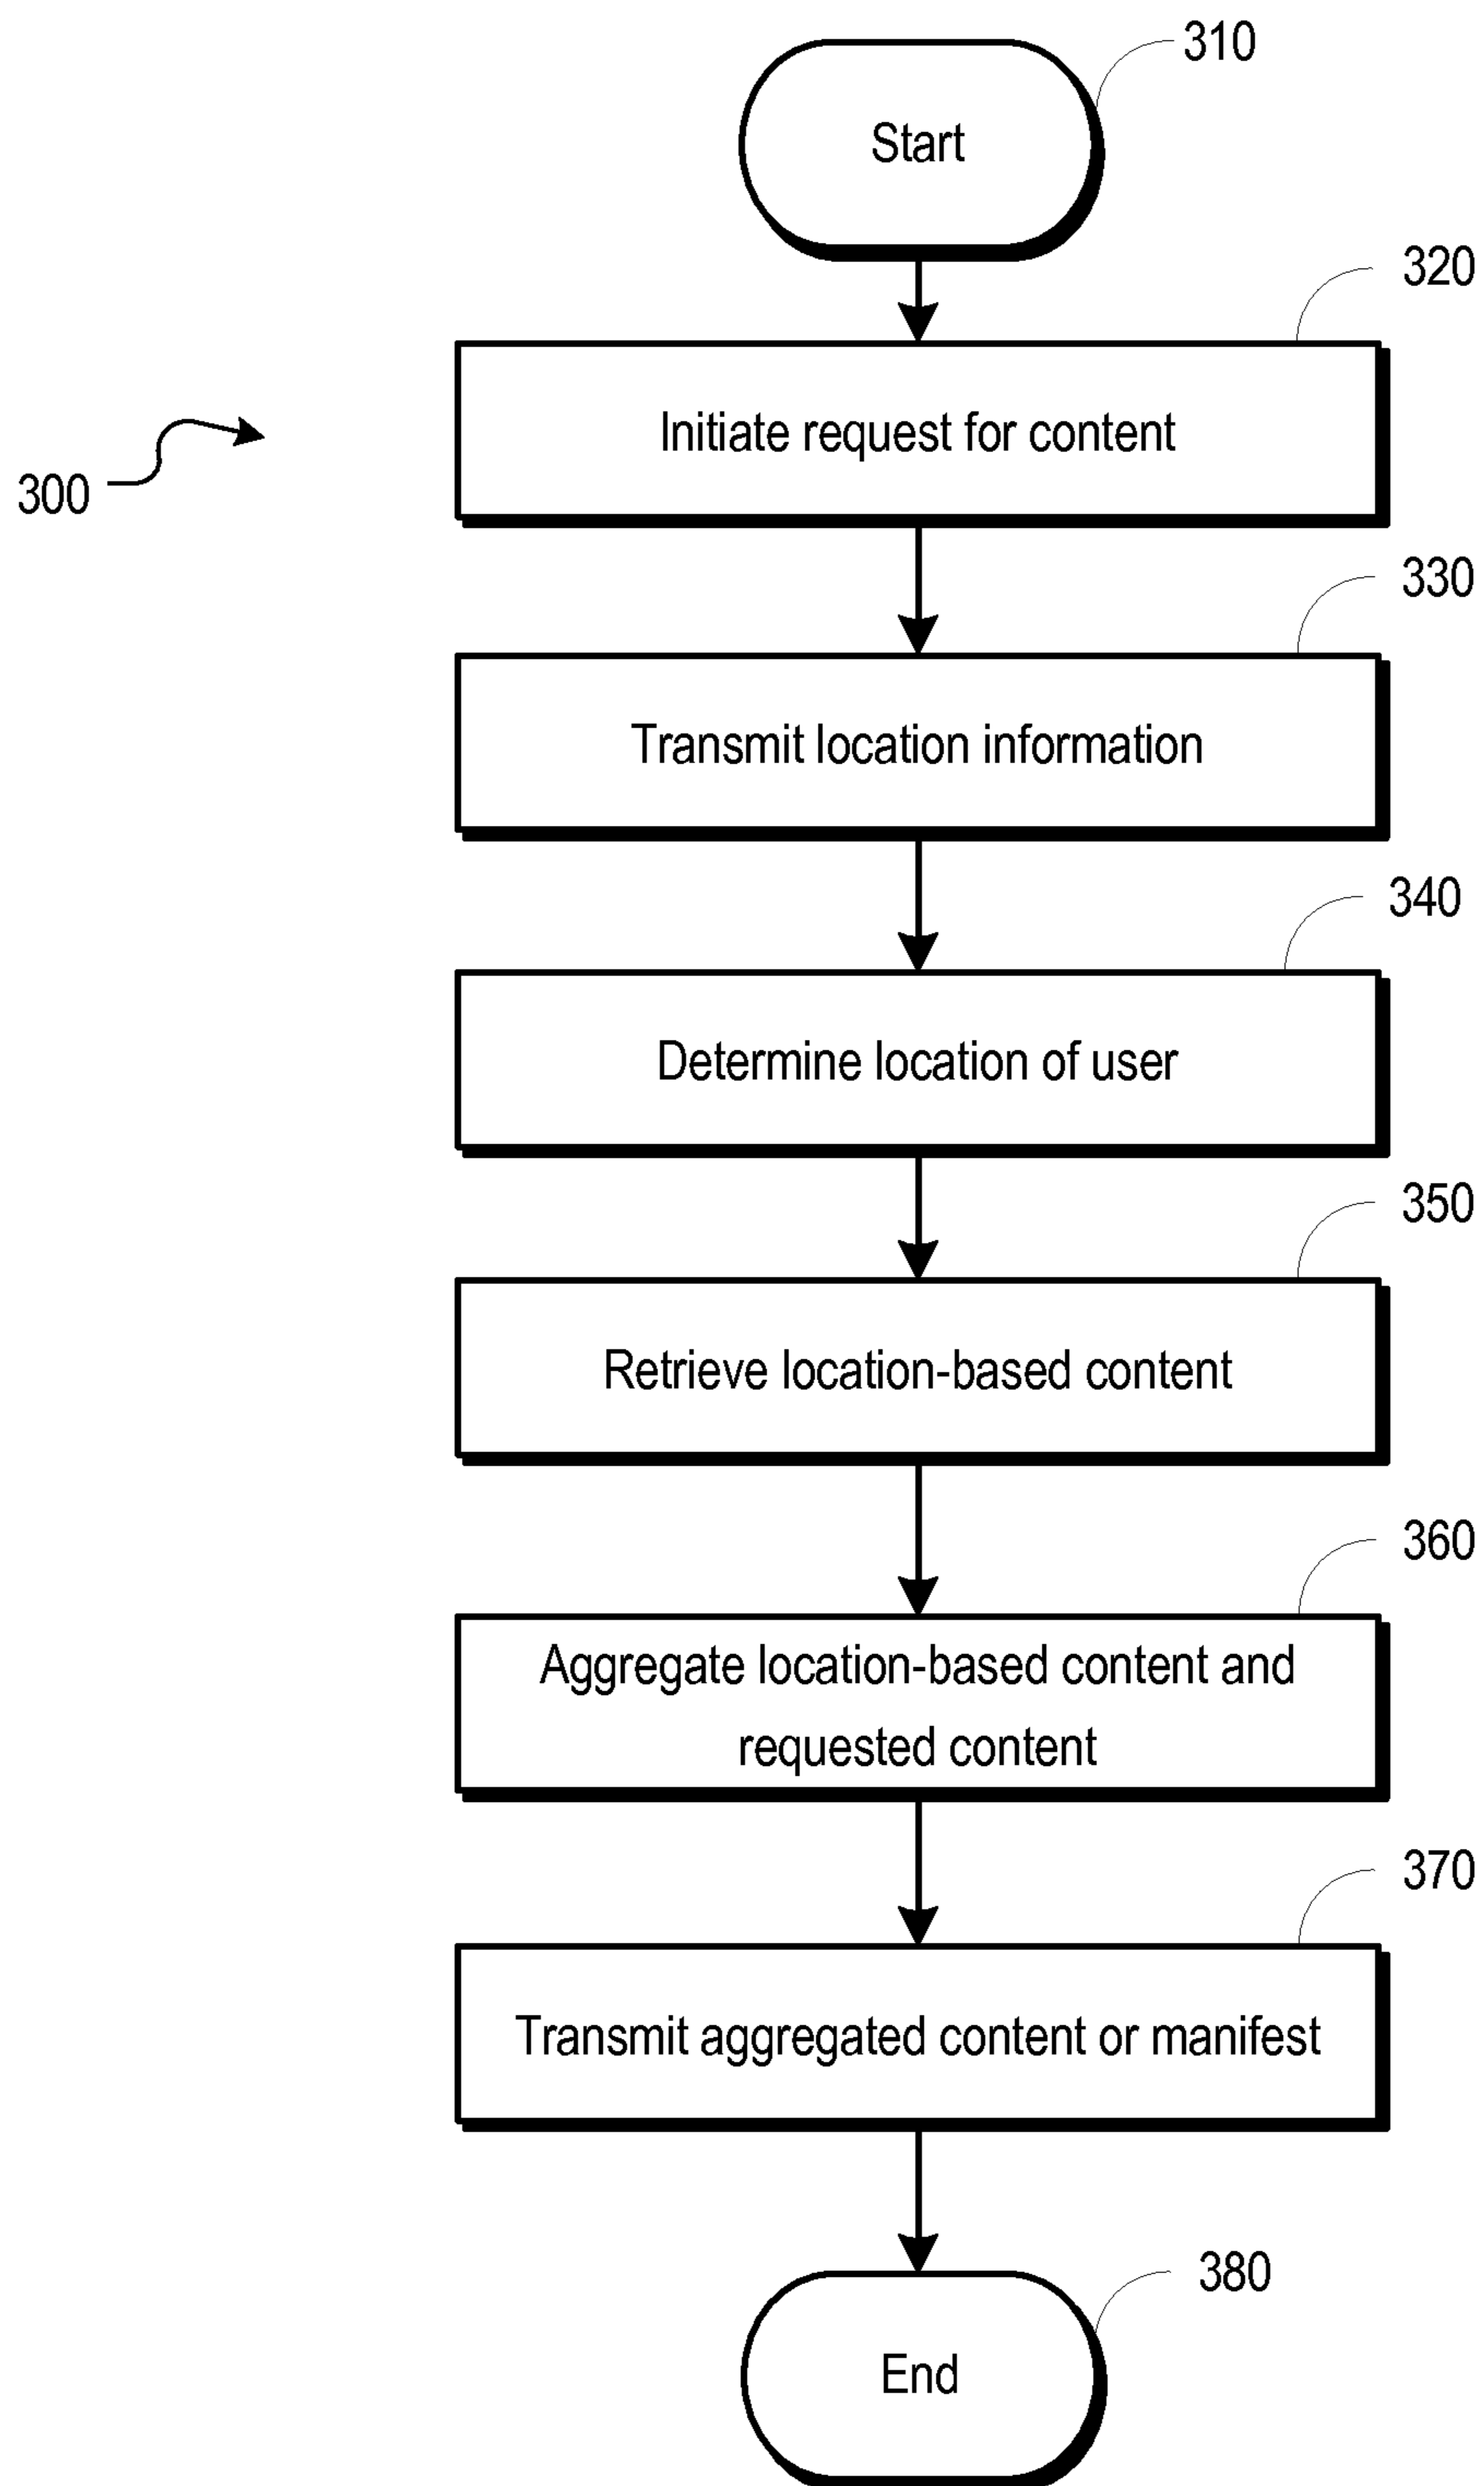 310
Start
320
Initiate request for content
300
330
Transmit location information
340
Determine location of user
350
Retrieve location-based content
360
Aggregate location-based content and
requested content
370
Transmit aggregated content or manifest
380
End